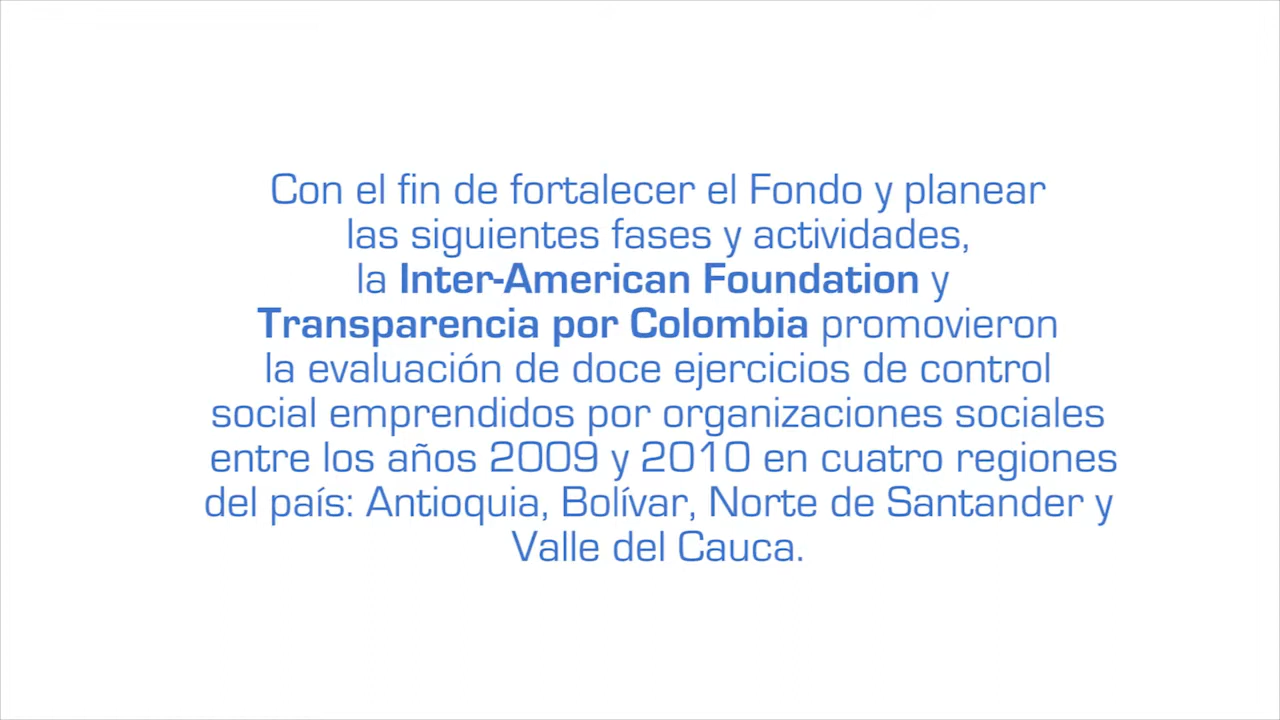 Con el fin de fortalecer el Fondo y planear
las siguientes fases y actividades,
la Inter-American Foundation y
Transparencia por Colombia promovieron
la evaluación de doce ejercicios de control
social emprendidos por organizaciones sociales
entre los años 2009 y 2010 en cuatro regiones
del país: Antioquia, Bolívar, Norte de Santander y
Valle del Cauca.